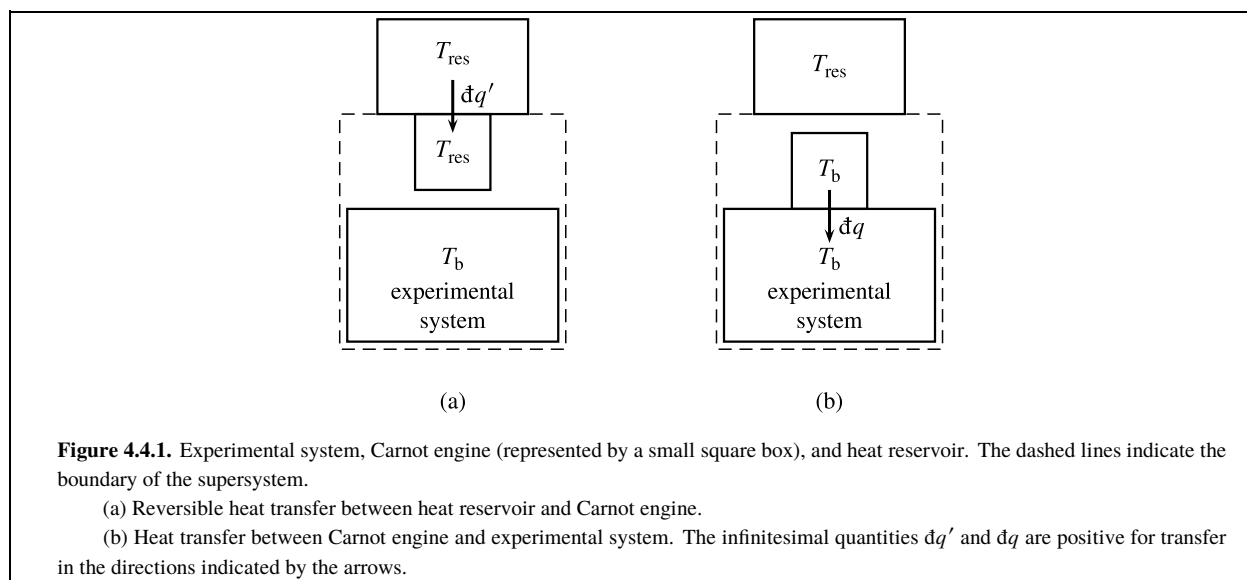 T_res
đq′
T_res
T_b
experimental
system
(a)
T_res
T_b
đq
T_b
experimental
system
(b)
Figure 4.4.1. Experimental system, Carnot engine (represented by a small square box), and heat reservoir. The dashed lines indicate the
boundary of the supersystem.
(a) Reversible heat transfer between heat reservoir and Carnot engine.
(b) Heat transfer between Carnot engine and experimental system. The infinitesimal quantities đq′ and đq are positive for transfer
in the directions indicated by the arrows.